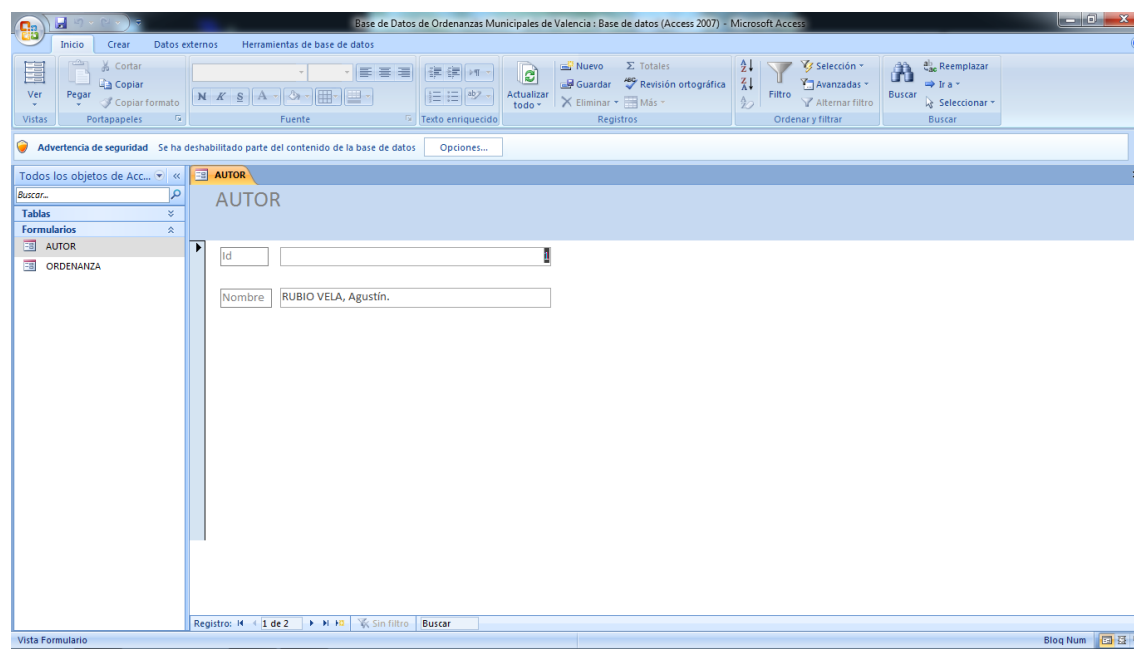 Base de Datos de Ordenanzas Municipales de Valencia : Base de datos (Access 2007) - Microsoft Access
Inicio Crear Datos externos Herramientas de base de datos
Ver
Vistas
Pegar
Cortar
Copiar
Copiar formato
Portapapeles
N K S A
Fuente
Texto enriquecido
Actualizar todo
Nuevo
Guardar
Eliminar
Σ Totales
Revisión ortográfica
Más
Registros
Filtro
Selección
Avanzadas
Alternar filtro
Ordenar y filtrar
Buscar
Reemplazar
Ir a
Seleccionar
Buscar
Advertencia de seguridad Se ha deshabilitado parte del contenido de la base de datos Opciones...
Todos los objetos de Acc... «
Buscar...
Tablas
Formularios
AUTOR
ORDENANZA
AUTOR
AUTOR
Id 1
Nombre RUBIO VELA, Agustín.
Registro: 1 de 2 Sin filtro Buscar
Vista Formulario Bloq Num